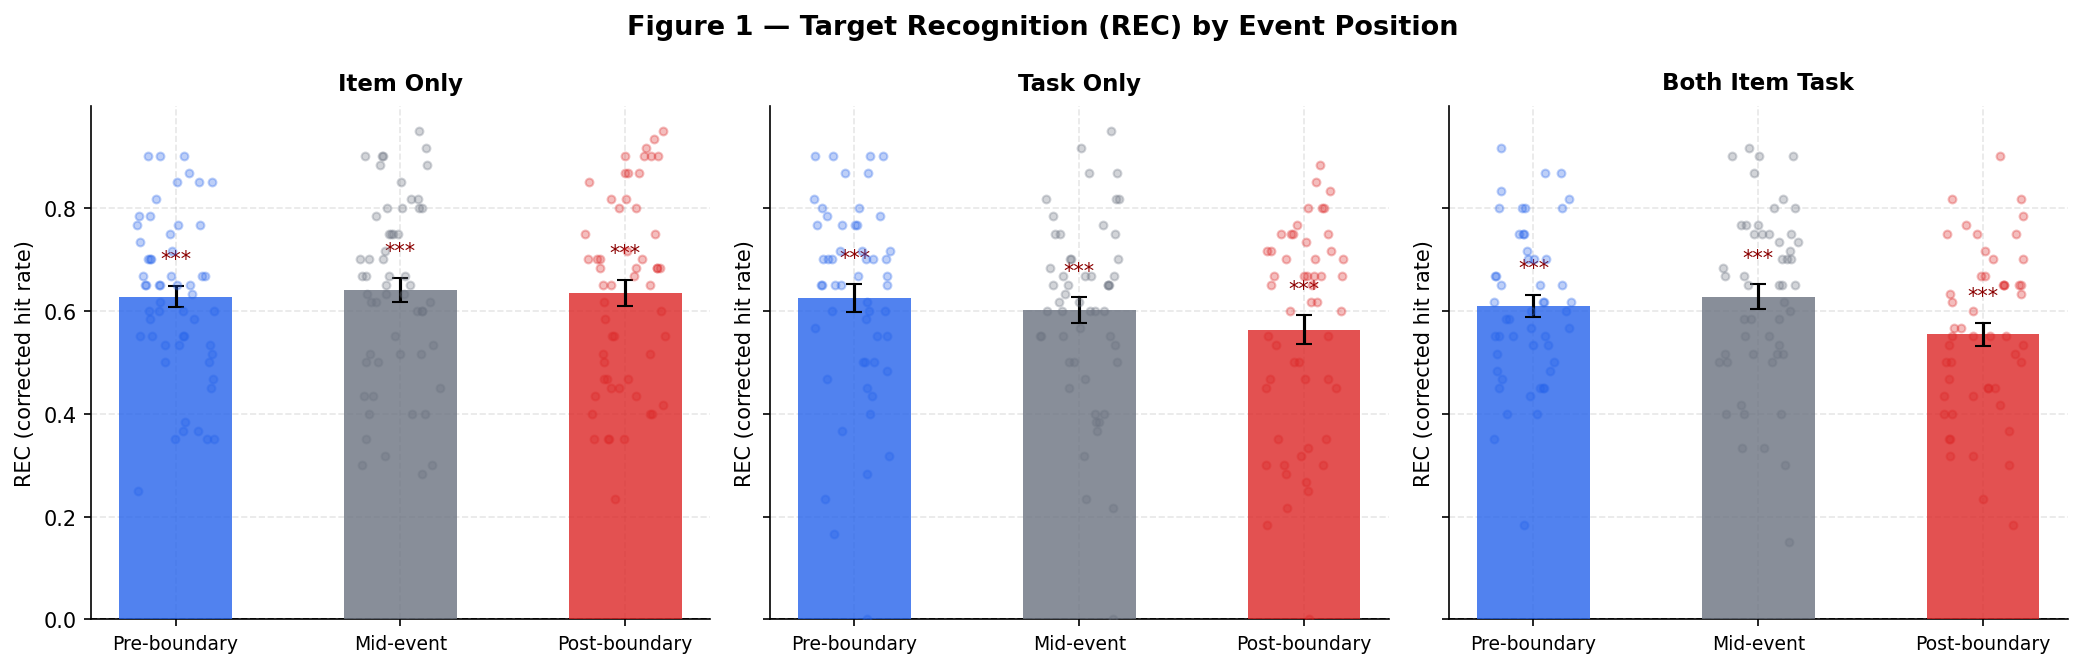 Figure 1 — Target Recognition (REC) by Event Position
Item Only
Task Only
Both Item Task
REC (corrected hit rate)
0.8
0.6
0.4
0.2
0.0
***
***
***
Pre-boundary
Mid-event
Post-boundary
REC (corrected hit rate)
***
***
***
Pre-boundary
Mid-event
Post-boundary
REC (corrected hit rate)
***
***
***
Pre-boundary
Mid-event
Post-boundary